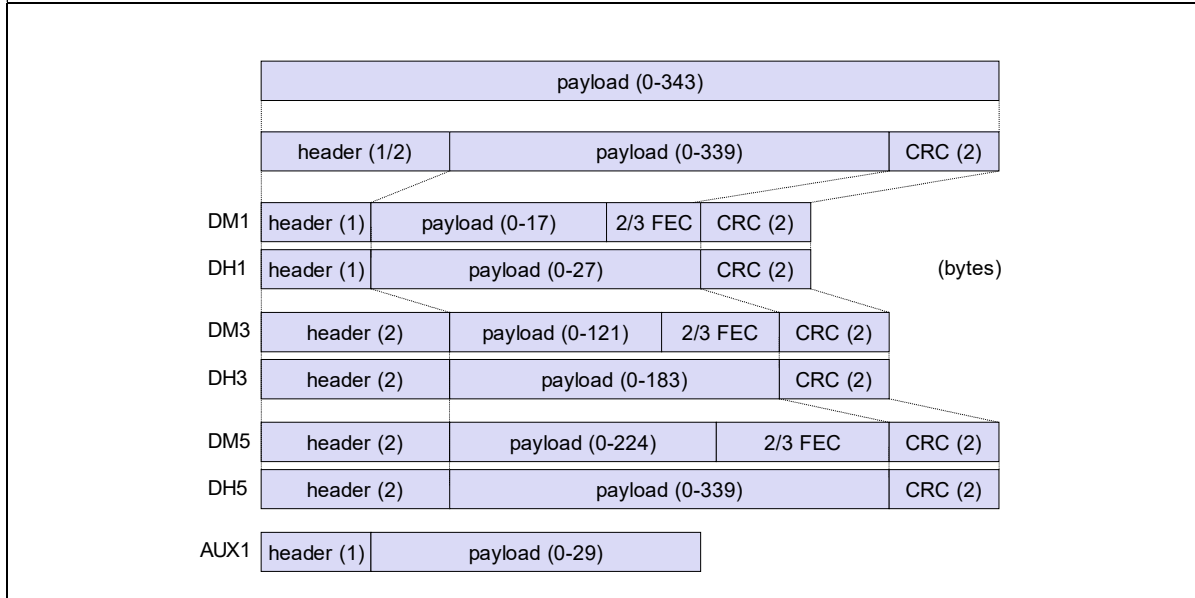 payload (0-343)
header (1/2) payload (0-339) CRC (2)
DM1 header (1) payload (0-17) 2/3 FEC CRC (2)
DH1 header (1) payload (0-27) CRC (2) (bytes)
DM3 header (2) payload (0-121) 2/3 FEC CRC (2)
DH3 header (2) payload (0-183) CRC (2)
DM5 header (2) payload (0-224) 2/3 FEC CRC (2)
DH5 header (2) payload (0-339) CRC (2)
AUX1 header (1) payload (0-29)